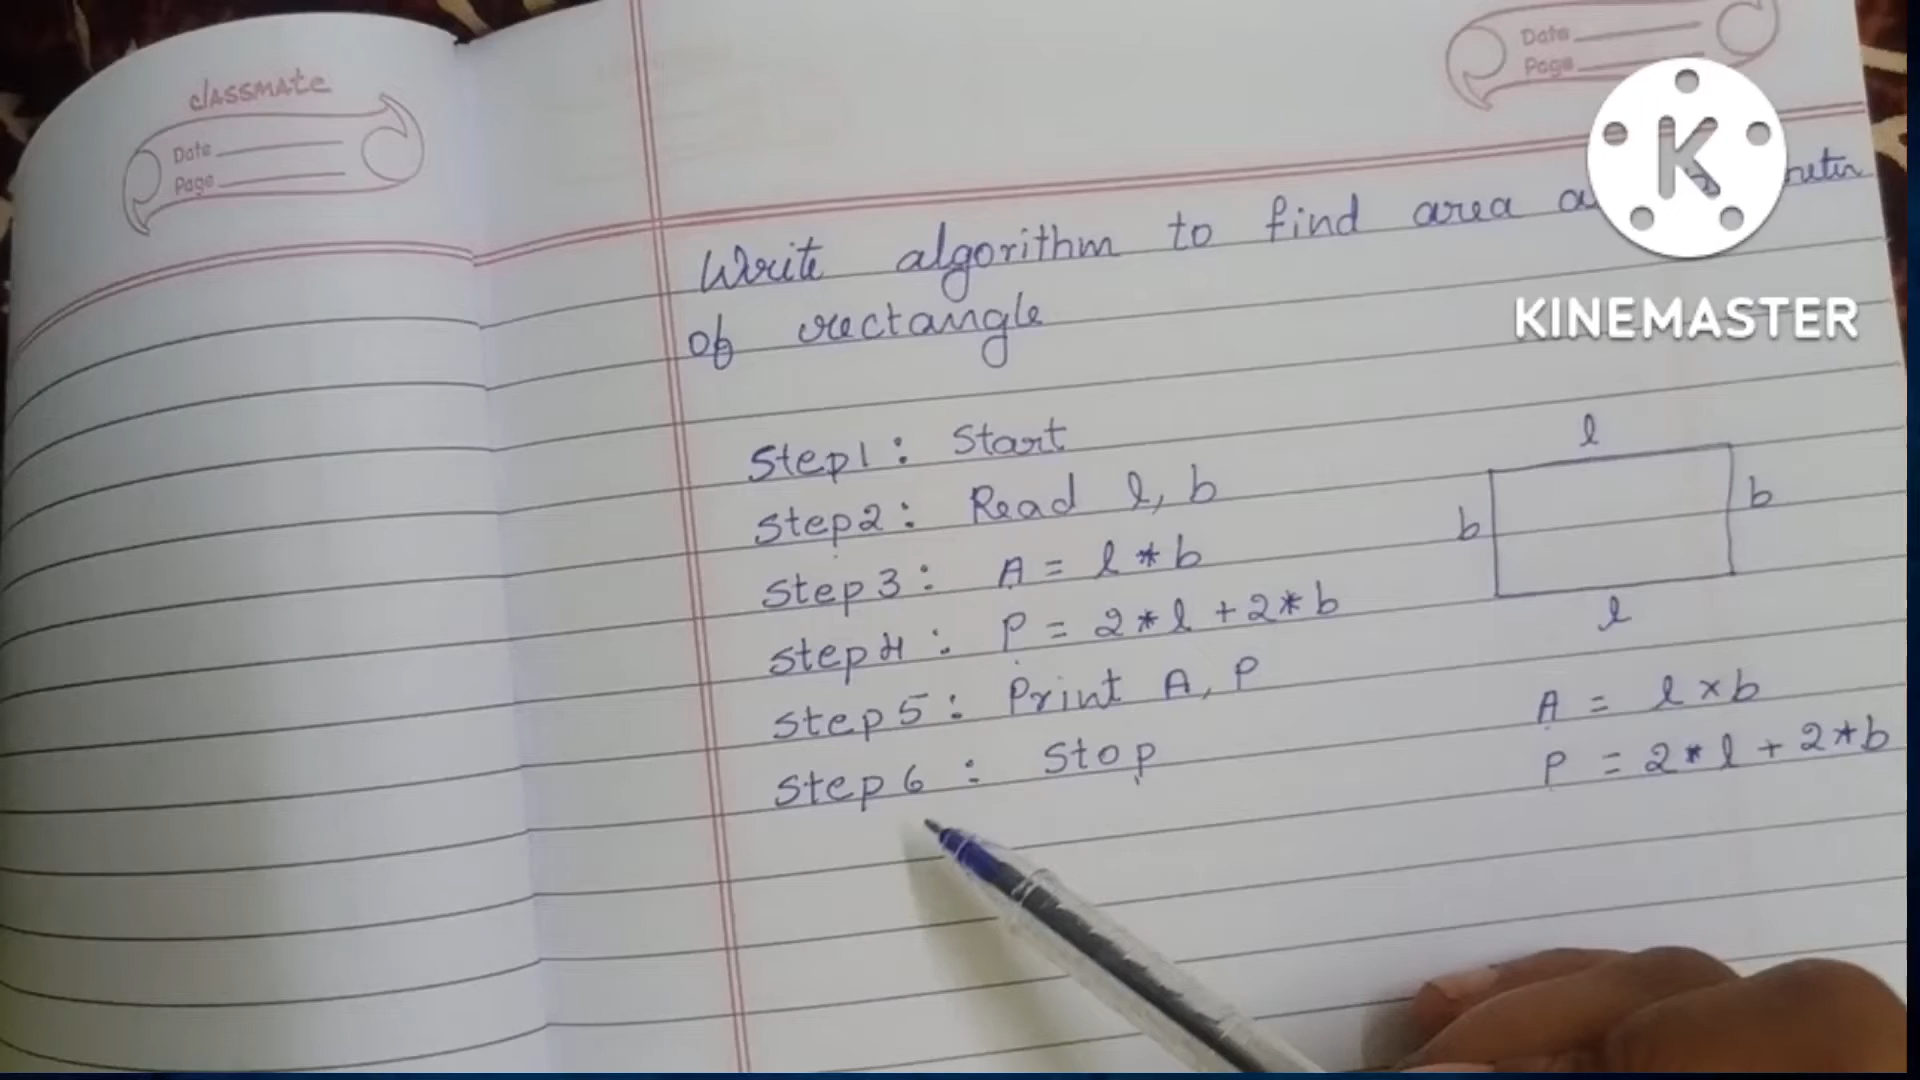 classmate
Date
Page
Date
Page
K
KINEMASTER
Write algorithm to find area
of rectangle
Step1: Start
Step2: Read l, b
Step3: A = l * b
Step4: P = 2 * l + 2 * b
Step5: Print A, P
Step6: Stop
l
b
b
l
A = l × b
P = 2 * l + 2 * b